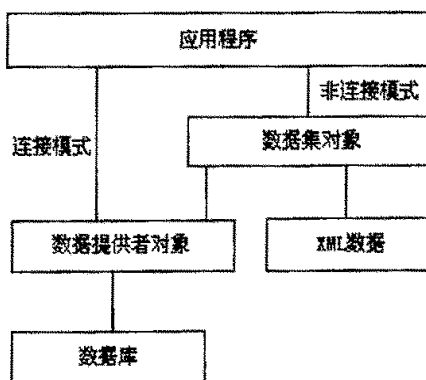 应用程序
非连接模式
连接模式
数据集对象
数据提供者对象
XML数据
数据库